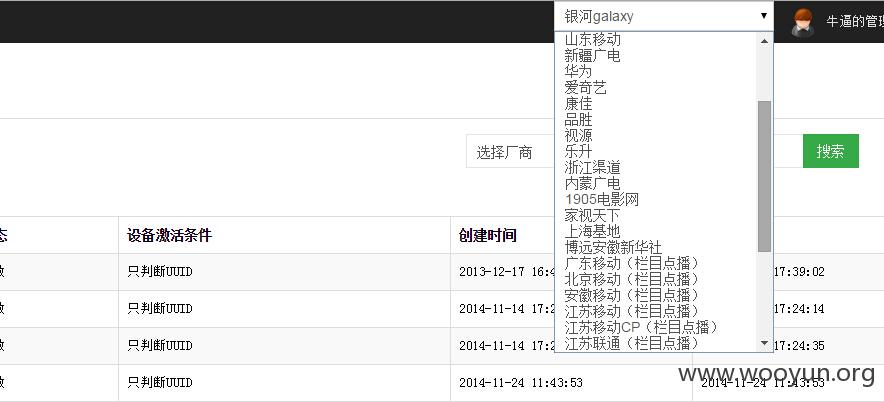 银河galaxy
牛逼的管理
山东移动
新疆广电
华为
爱奇艺
康佳
品胜
视源
乐升
浙江渠道
内蒙广电
1905电影网
家视天下
上海基地
博远安徽新华社
广东移动（栏目点播）
北京移动（栏目点播）
安徽移动（栏目点播）
江苏移动（栏目点播）
江苏移动CP（栏目点播）
江苏联通（栏目点播）
选择厂商
搜索
态 设备激活条件 创建时间
只判断UUID 2013-12-17 16:4 17:39:02
只判断UUID 2014-11-14 17:2 17:24:14
只判断UUID 2014-11-14 17:2 17:24:35
只判断UUID 2014-11-24 11:43:53 2014-11-24 11:43:53
www.wooyun.org